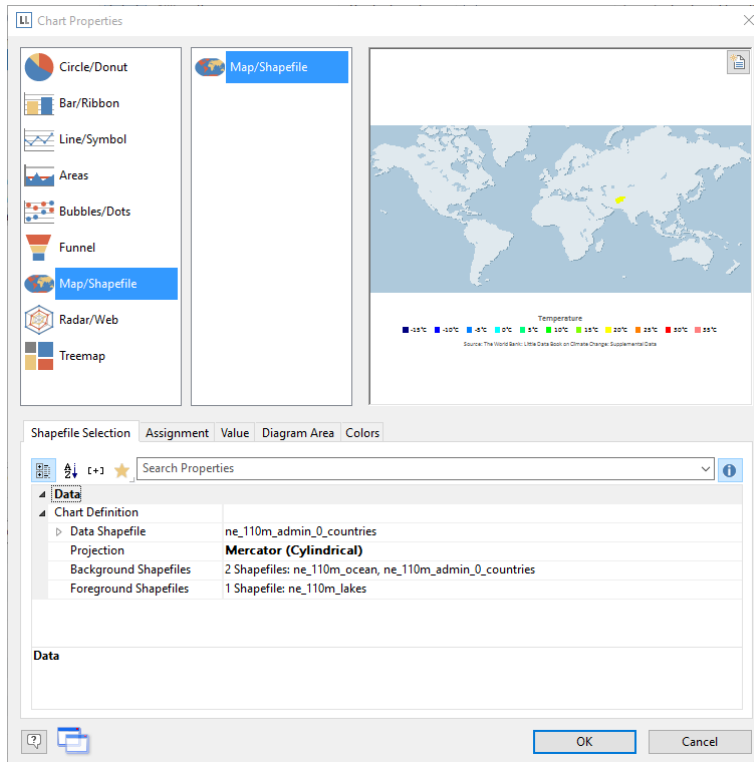 LL Chart Properties
Circle/Donut
Bar/Ribbon
Line/Symbol
Areas
Bubbles/Dots
Funnel
Map/Shapefile
Radar/Web
Treemap
Map/Shapefile
Temperature
-15°C -10°C -5°C 0°C 5°C 10°C 15°C 20°C 25°C 30°C 35°C
Source: The World Bank: Little Data Book on Climate Change: Supplemental Data
Shapefile Selection Assignment Value Diagram Area Colors
A Z [+] Search Properties
Data
Chart Definition
Data Shapefile ne_110m_admin_0_countries
Projection Mercator (Cylindrical)
Background Shapefiles 2 Shapefiles: ne_110m_ocean, ne_110m_admin_0_countries
Foreground Shapefiles 1 Shapefile: ne_110m_lakes
Data
OK Cancel